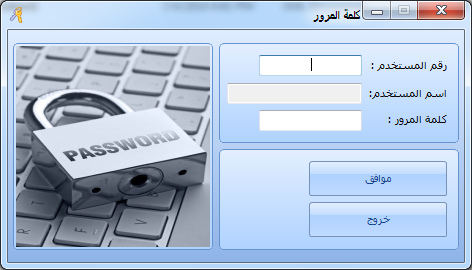 كلمة المرور
رقم المستخدم :
اسم المستخدم:
كلمة المرور :
موافق
خروج
PASSWORD